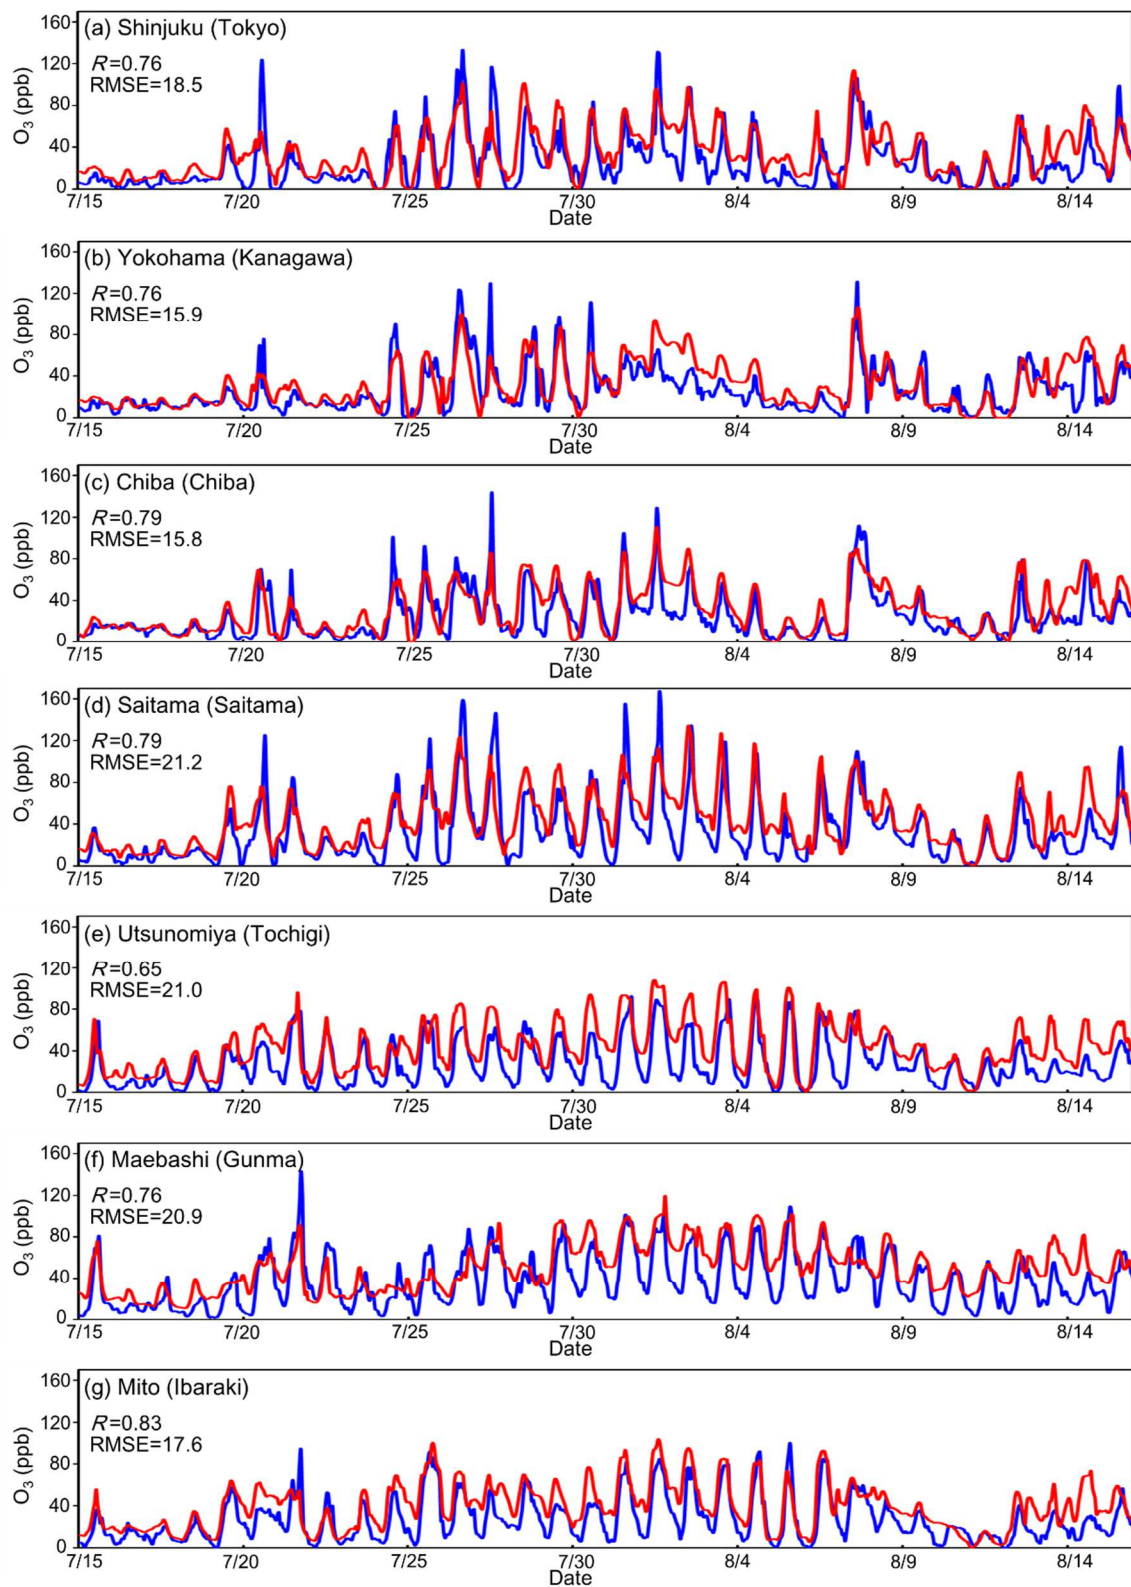 (a) Shinjuku (Tokyo)
R=0.76
RMSE=18.5
O3 (ppb)
160
120
80
40
0
7/15 7/20 7/25 7/30 8/4 8/9 8/14
Date
(b) Yokohama (Kanagawa)
R=0.76
RMSE=15.9
O3 (ppb)
160
120
80
40
0
7/15 7/20 7/25 7/30 8/4 8/9 8/14
Date
(c) Chiba (Chiba)
R=0.79
RMSE=15.8
O3 (ppb)
160
120
80
40
0
7/15 7/20 7/25 7/30 8/4 8/9 8/14
Date
(d) Saitama (Saitama)
R=0.79
RMSE=21.2
O3 (ppb)
160
120
80
40
0
7/15 7/20 7/25 7/30 8/4 8/9 8/14
Date
(e) Utsunomiya (Tochigi)
R=0.65
RMSE=21.0
O3 (ppb)
160
120
80
40
0
7/15 7/20 7/25 7/30 8/4 8/9 8/14
Date
(f) Maebashi (Gunma)
R=0.76
RMSE=20.9
O3 (ppb)
160
120
80
40
0
7/15 7/20 7/25 7/30 8/4 8/9 8/14
Date
(g) Mito (Ibaraki)
R=0.83
RMSE=17.6
O3 (ppb)
160
120
80
40
0
7/15 7/20 7/25 7/30 8/4 8/9 8/14
Date